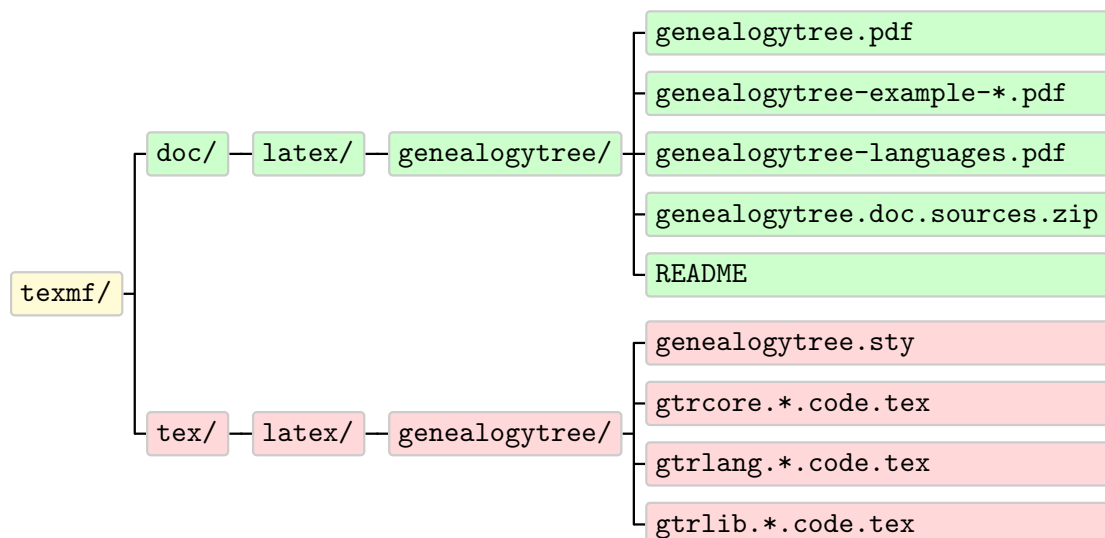 genealogytree.pdf
genealogytree-example-*.pdf
doc/ latex/ genealogytree/ genealogytree-languages.pdf
genealogytree.doc.sources.zip
README
texmf/
genealogytree.sty
gtrcore.*.code.tex
tex/ latex/ genealogytree/
gtrlang.*.code.tex
gtrlib.*.code.tex